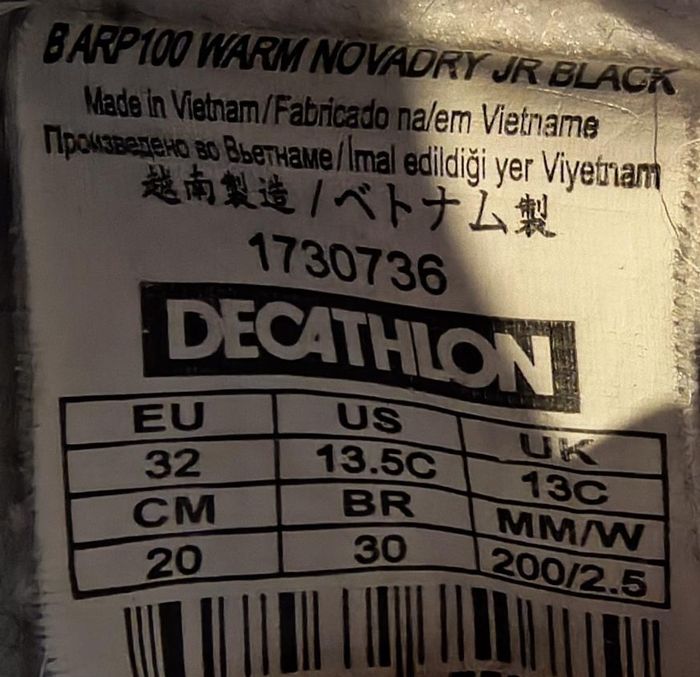 B ARP100 WARM NOVADRY JR BLACK
Made in Vietnam/Fabricado na/em Vietname
Произведено во Вьетнаме/İmal edildiği yer Viyetnam
越南製造/ベトナム製
1730736
DECATHLON
EU US UK
32 13.5C 13C
CM BR MM/W
20 30 200/2.5